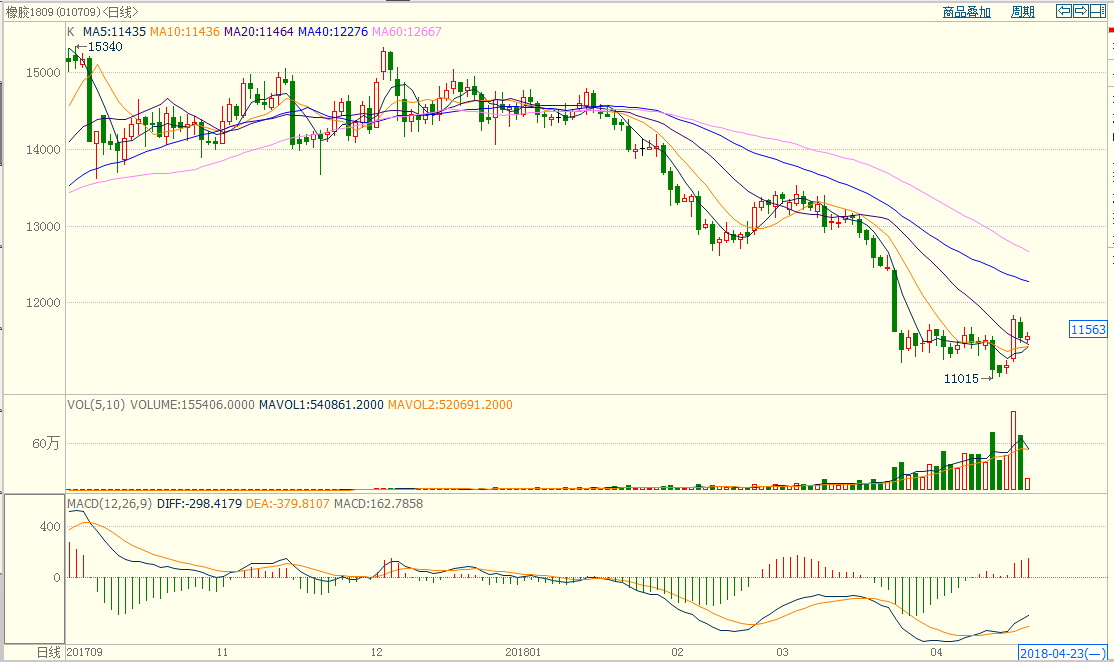 橡胶1809 (010709) <日线> 商品叠加 周期
K MA5:11435 MA10:11436 MA20:11464 MA40:12276 MA60:12667
15340
15000
14000
13000
12000
11563
11015
VOL(5,10) VOLUME:155406.0000 MAVOL1:540861.2000 MAVOL2:520691.2000
60万
MACD(12,26,9) DIFF:-298.4179 DEA:-379.8107 MACD:162.7858
400
0
日线 201709 11 12 201801 02 03 04 2018-04-23(一)